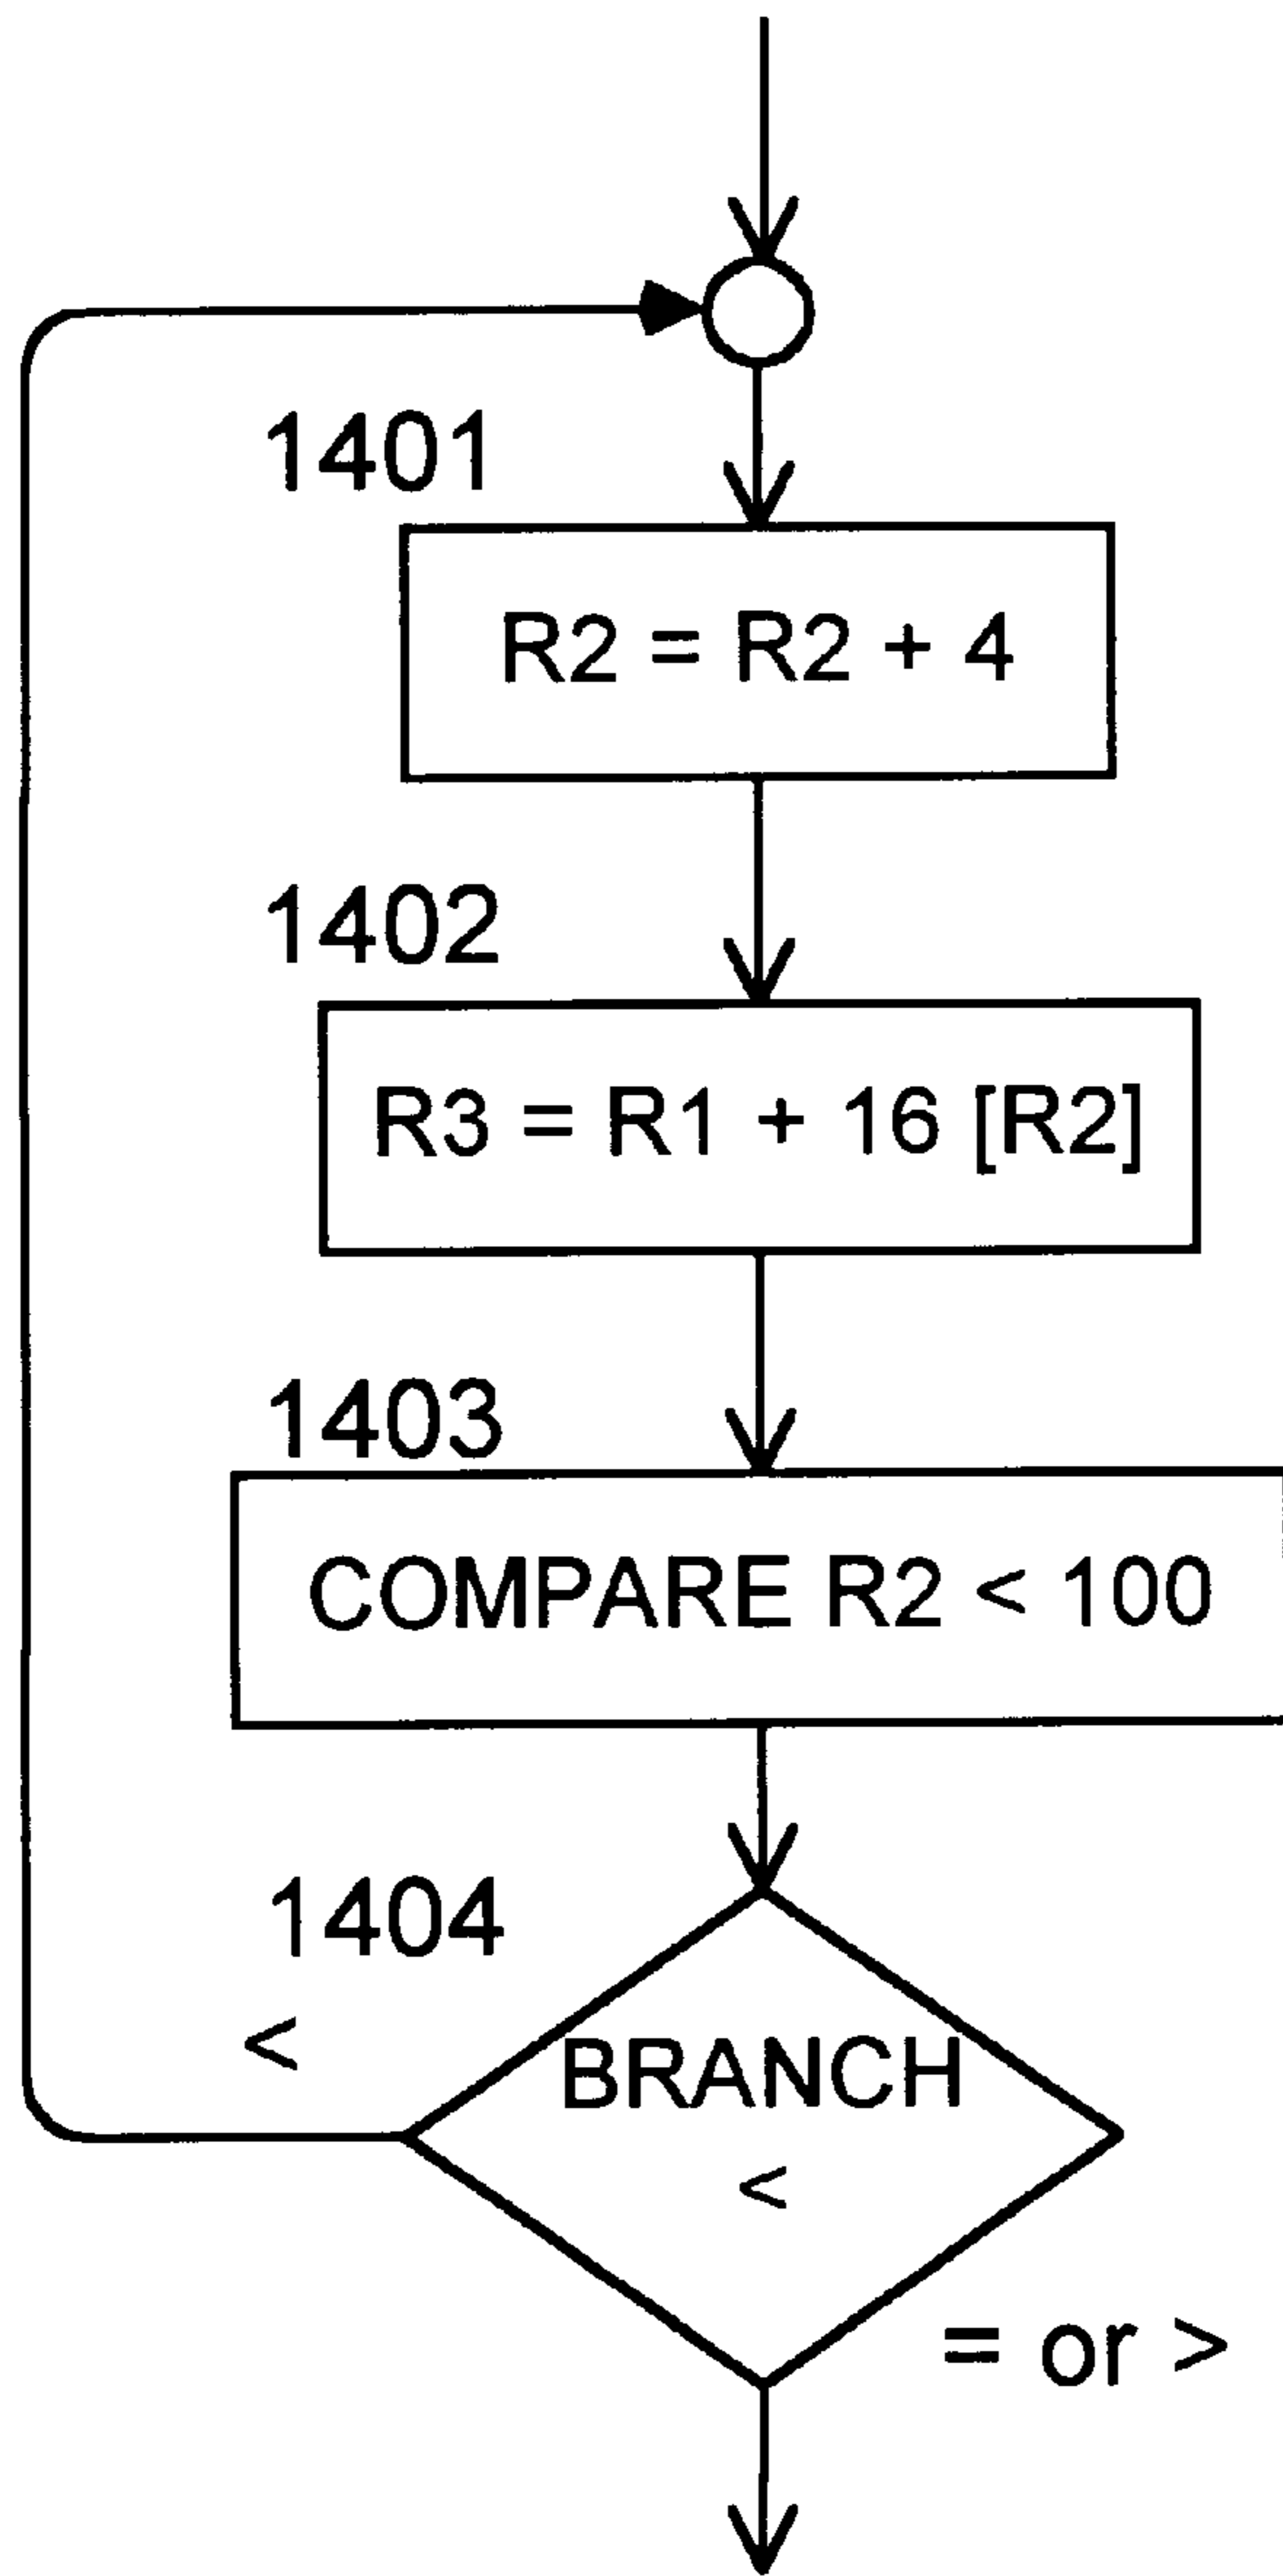 1401
R2 = R2 + 4
1402
R3 = R1 + 16 [R2]
1403
COMPARE R2 < 100
1404
<
BRANCH
<
= or >